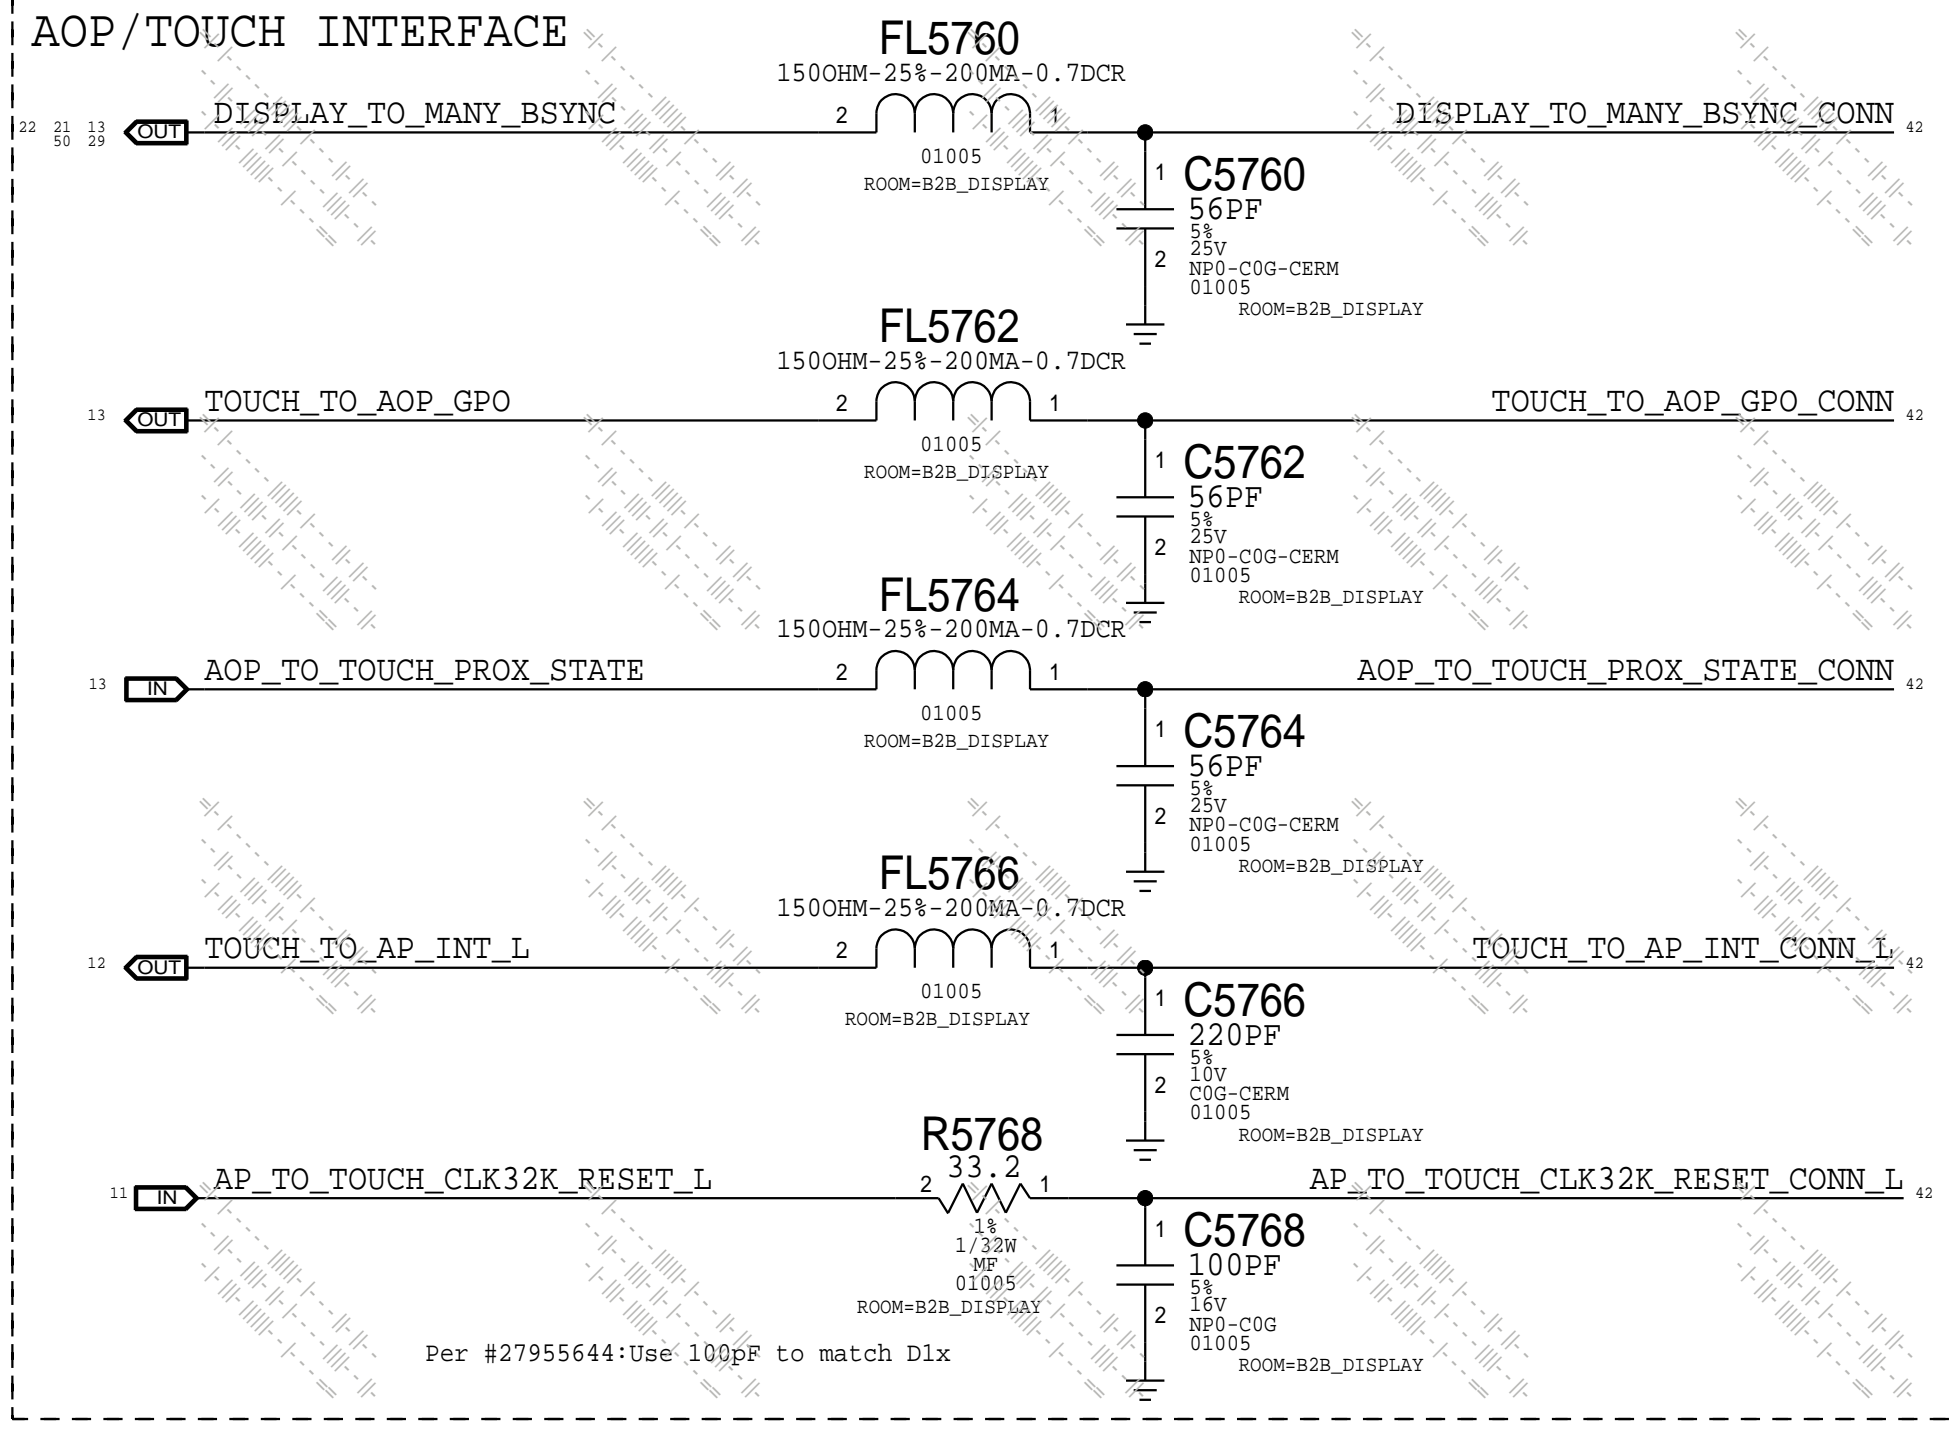 AOP/TOUCH INTERFACE
FL5760
150OHM-25%-200MA-0.7DCR
22 21 13
50 29
OUT
DISPLAY_TO_MANY_BSYNC
2
1
DISPLAY_TO_MANY_BSYNC_CONN
42
01005
ROOM=B2B_DISPLAY
1
C5760
56PF
5%
25V
2
NP0-C0G-CERM
01005
ROOM=B2B_DISPLAY
FL5762
150OHM-25%-200MA-0.7DCR
13
OUT
TOUCH_TO_AOP_GPO
2
1
TOUCH_TO_AOP_GPO_CONN
42
01005
ROOM=B2B_DISPLAY
1
C5762
56PF
5%
25V
2
NP0-C0G-CERM
01005
ROOM=B2B_DISPLAY
FL5764
150OHM-25%-200MA-0.7DCR
13
IN
AOP_TO_TOUCH_PROX_STATE
2
1
AOP_TO_TOUCH_PROX_STATE_CONN
42
01005
ROOM=B2B_DISPLAY
1
C5764
56PF
5%
25V
2
NP0-C0G-CERM
01005
ROOM=B2B_DISPLAY
FL5766
150OHM-25%-200MA-0.7DCR
12
OUT
TOUCH_TO_AP_INT_L
2
1
TOUCH_TO_AP_INT_CONN_L
42
01005
ROOM=B2B_DISPLAY
1
C5766
220PF
5%
10V
2
C0G-CERM
01005
ROOM=B2B_DISPLAY
R5768
33.2
11
IN
AP_TO_TOUCH_CLK32K_RESET_L
2
1
AP_TO_TOUCH_CLK32K_RESET_CONN_L
42
1%
1/32W
MF
01005
ROOM=B2B_DISPLAY
1
C5768
100PF
5%
16V
2
NP0-C0G
01005
ROOM=B2B_DISPLAY
Per #27955644:Use 100pF to match D1x